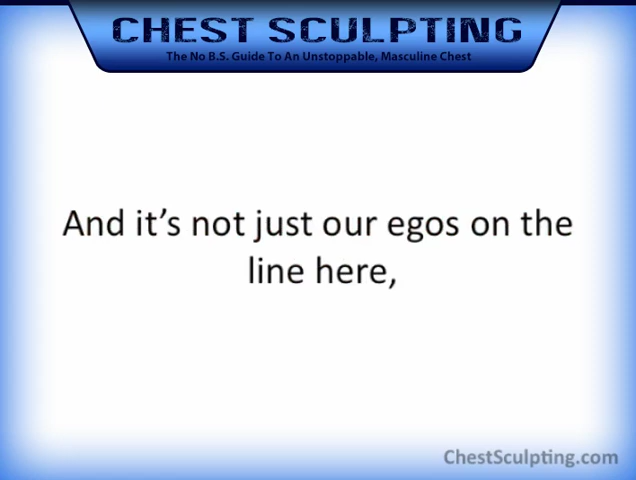 CHEST SCULPTING
The No B.S. Guide To An Unstoppable, Masculine Chest
And it's not just our egos on the
line here,
ChestSculpting.com